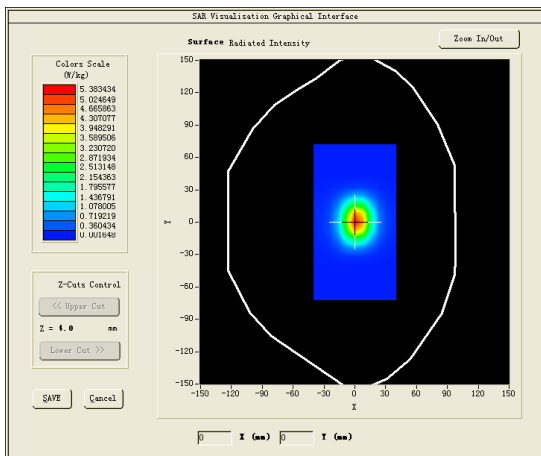 SAR Visualisation Graphical Interface
Surface Radiated Intensity
Zoom In/Out
Colors Scale
(W/kg)
5.383434
5.024649
4.665863
4.307077
3.948291
3.589506
3.230720
2.871934
2.513148
2.154363
1.795577
1.436791
1.078005
0.719219
0.360434
0.001648
150
120
90
60
30
0
-30
-60
-90
-120
-150
Y
-150 -120 -90 -60 -30 0 30 60 90 120 150
X
Z-Cuts Control
<< Upper Cut
Z = 4.0 mm
Lower Cut >>
SAVE Cancel
0 X (mm) 0 Y (mm)